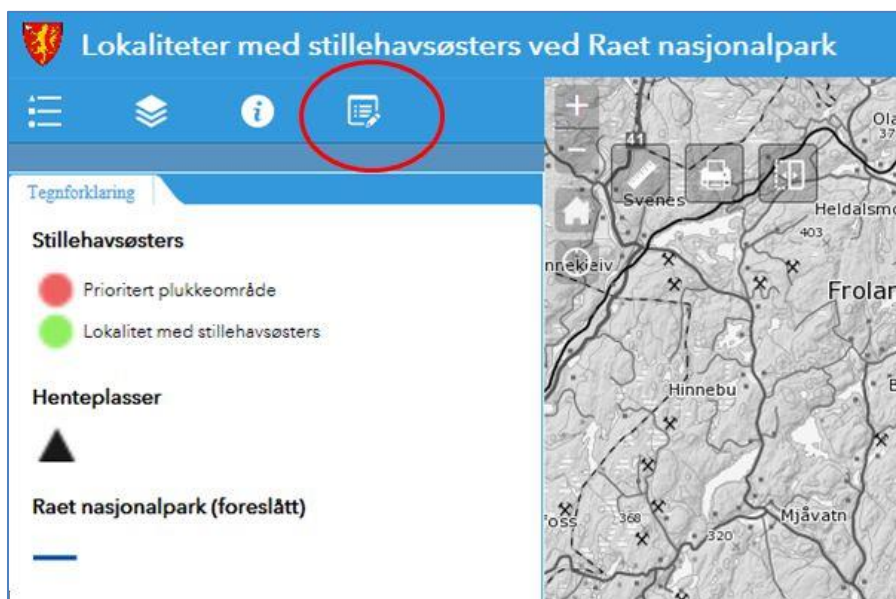 Lokaliteter med stillehavsøsters ved Raet nasjonalpark
Tegnforklaring
Stillehavsøsters
Prioritert plukkeområde
Lokalitet med stillehavsøsters
Henteplasser
Raet nasjonalpark (foreslått)
41
Svenes
Heldalsmo
403
Frolan
Hinnebu
368
320
Mjåvatn